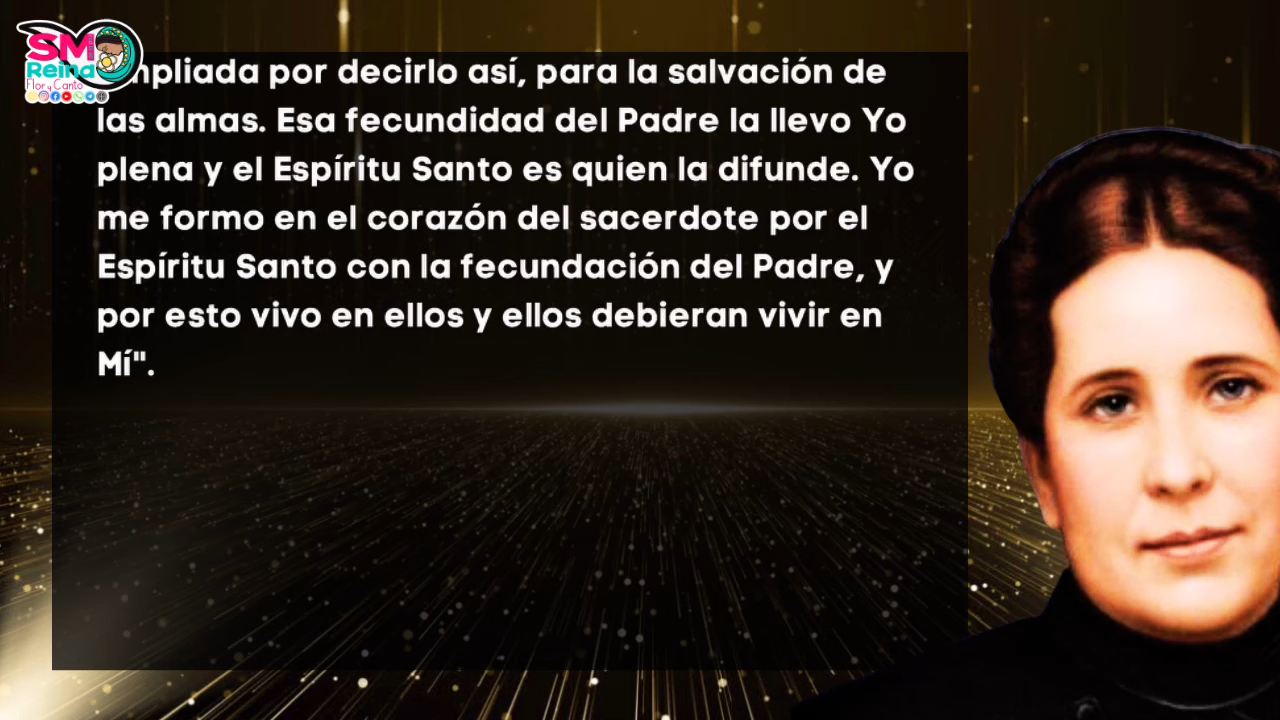 SM
Reina
Flor y Canto
por decirlo así, para la salvación de
las almas. Esa fecundidad del Padre la llevo Yo
plena y el Espíritu Santo es quien la difunde. Yo
me formo en el corazón del sacerdote por el
Espíritu Santo con la fecundación del Padre, y
por esto vivo en ellos y ellos debieran vivir en
Mí".